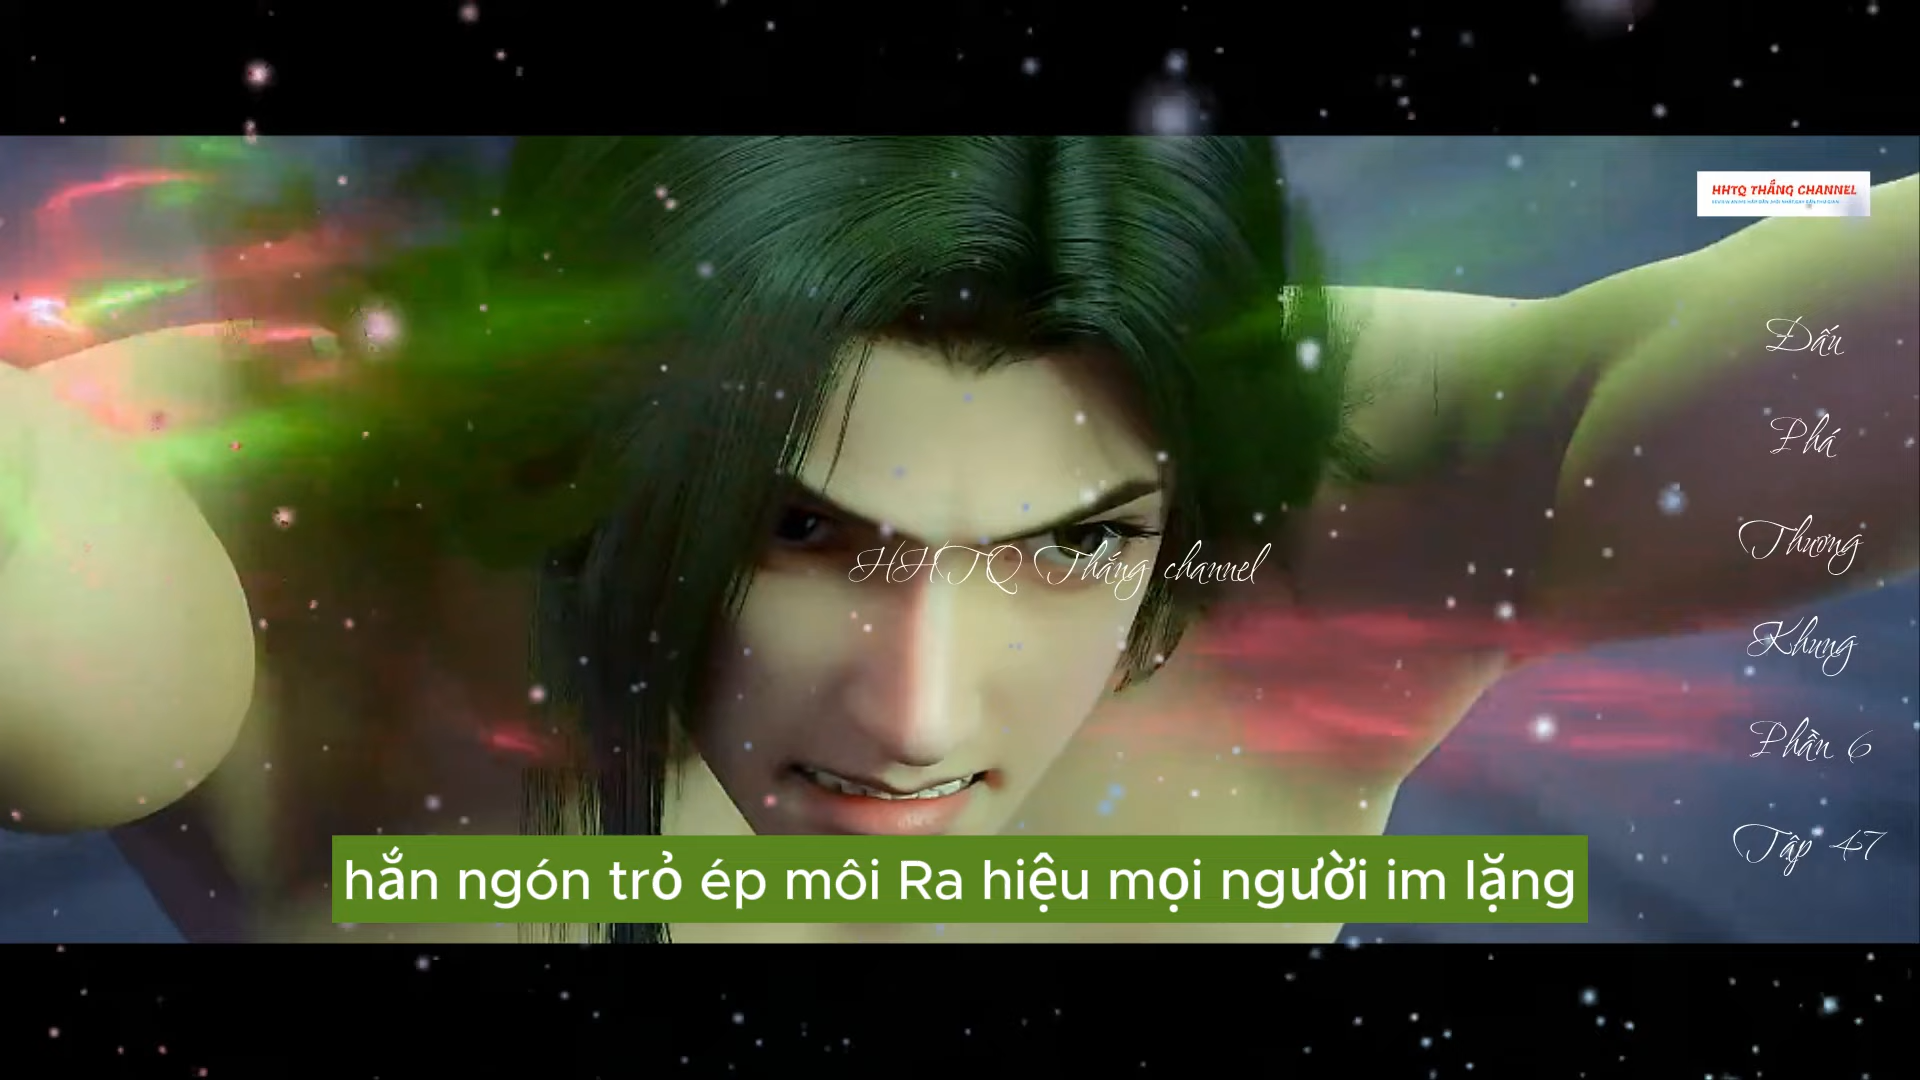 HHTQ THẮNG CHANNEL
Đấu
Phá
Thương
Khung
Phần 6
Tập 47
HHTQ Thắng channel
hắn ngón trỏ ép môi Ra hiệu mọi người im lặng